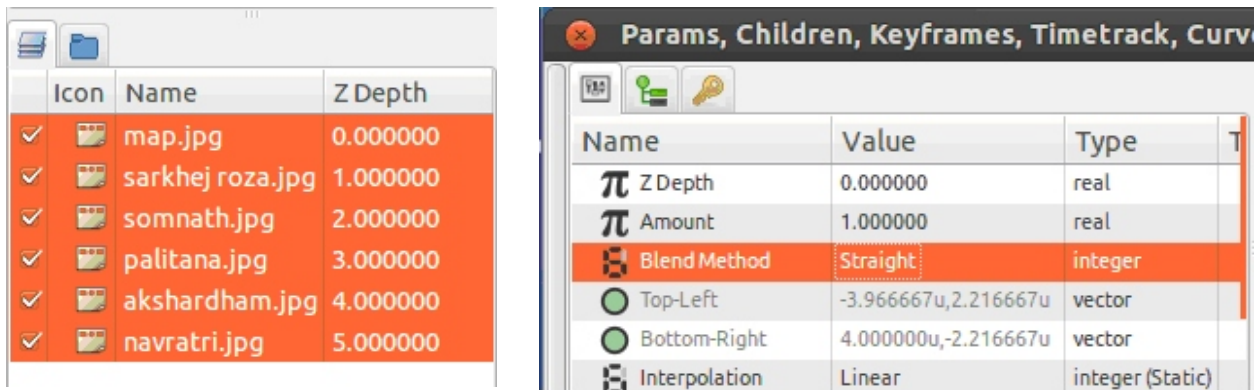 Icon Name Z Depth
map.jpg 0.000000
sarkhej roza.jpg 1.000000
somnath.jpg 2.000000
palitana.jpg 3.000000
akshardham.jpg 4.000000
navratri.jpg 5.000000
Params, Children, Keyframes, Timetrack, Curve
Name Value Type T
π Z Depth 0.000000 real
π Amount 1.000000 real
Blend Method Straight integer
Top-Left -3.966667u,2.216667u vector
Bottom-Right 4.000000u,-2.216667u vector
Interpolation Linear integer (Static)